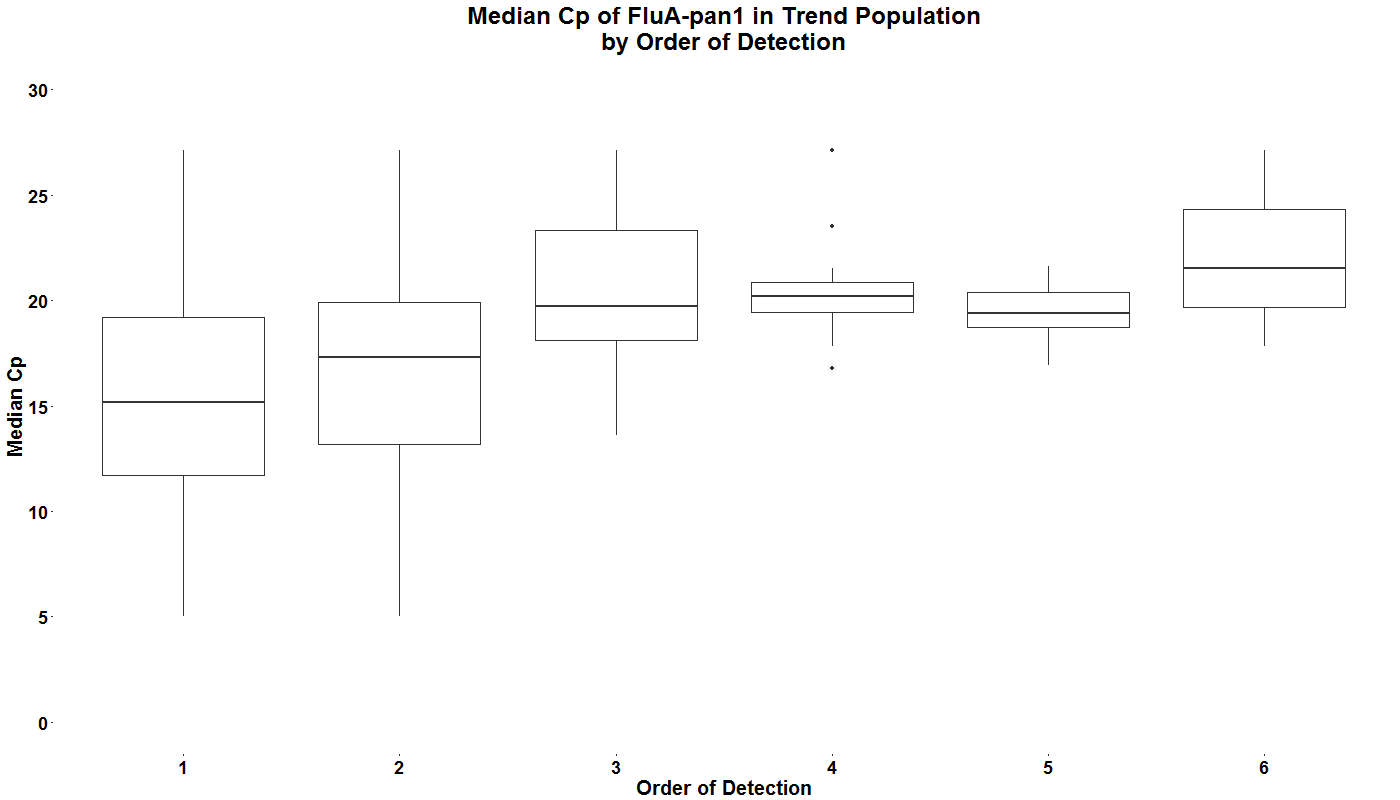 Median Cp of FluA-pan1 in Trend Population
by Order of Detection
30
25
20
15
10
5
0
Median Cp
1 2 3 4 5 6
Order of Detection